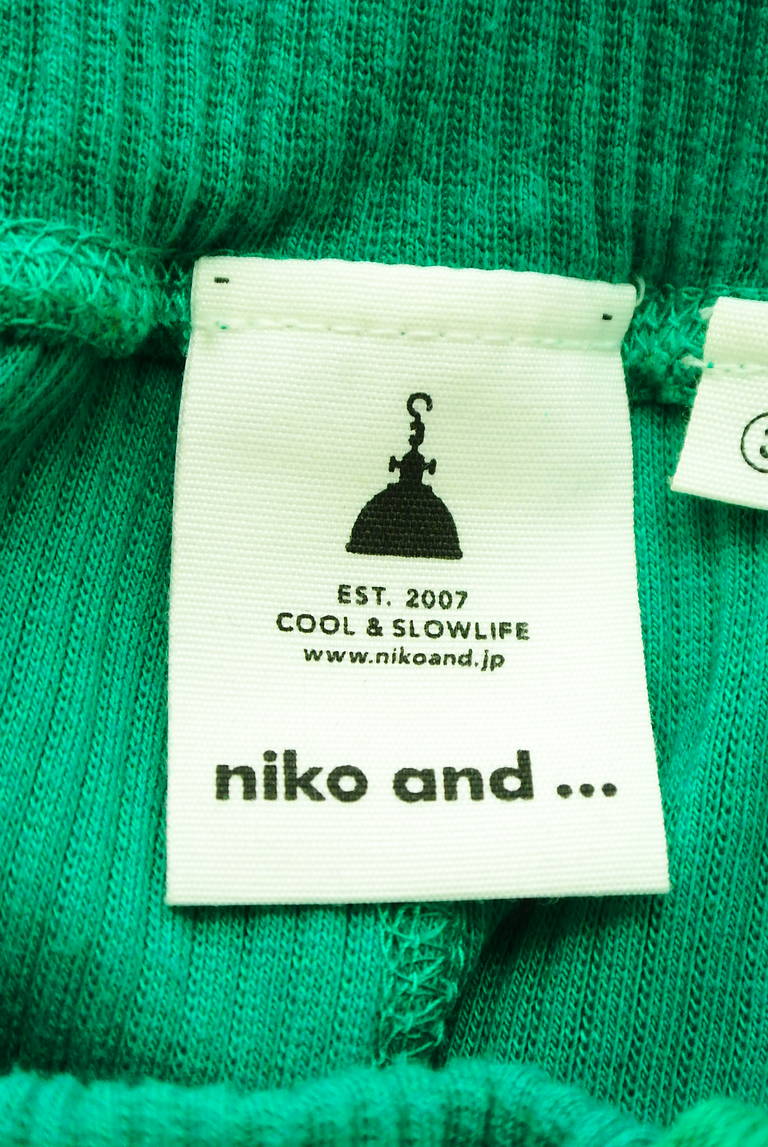 EST. 2007
COOL & SLOWLIFE
www.nikoand.jp
niko and ...